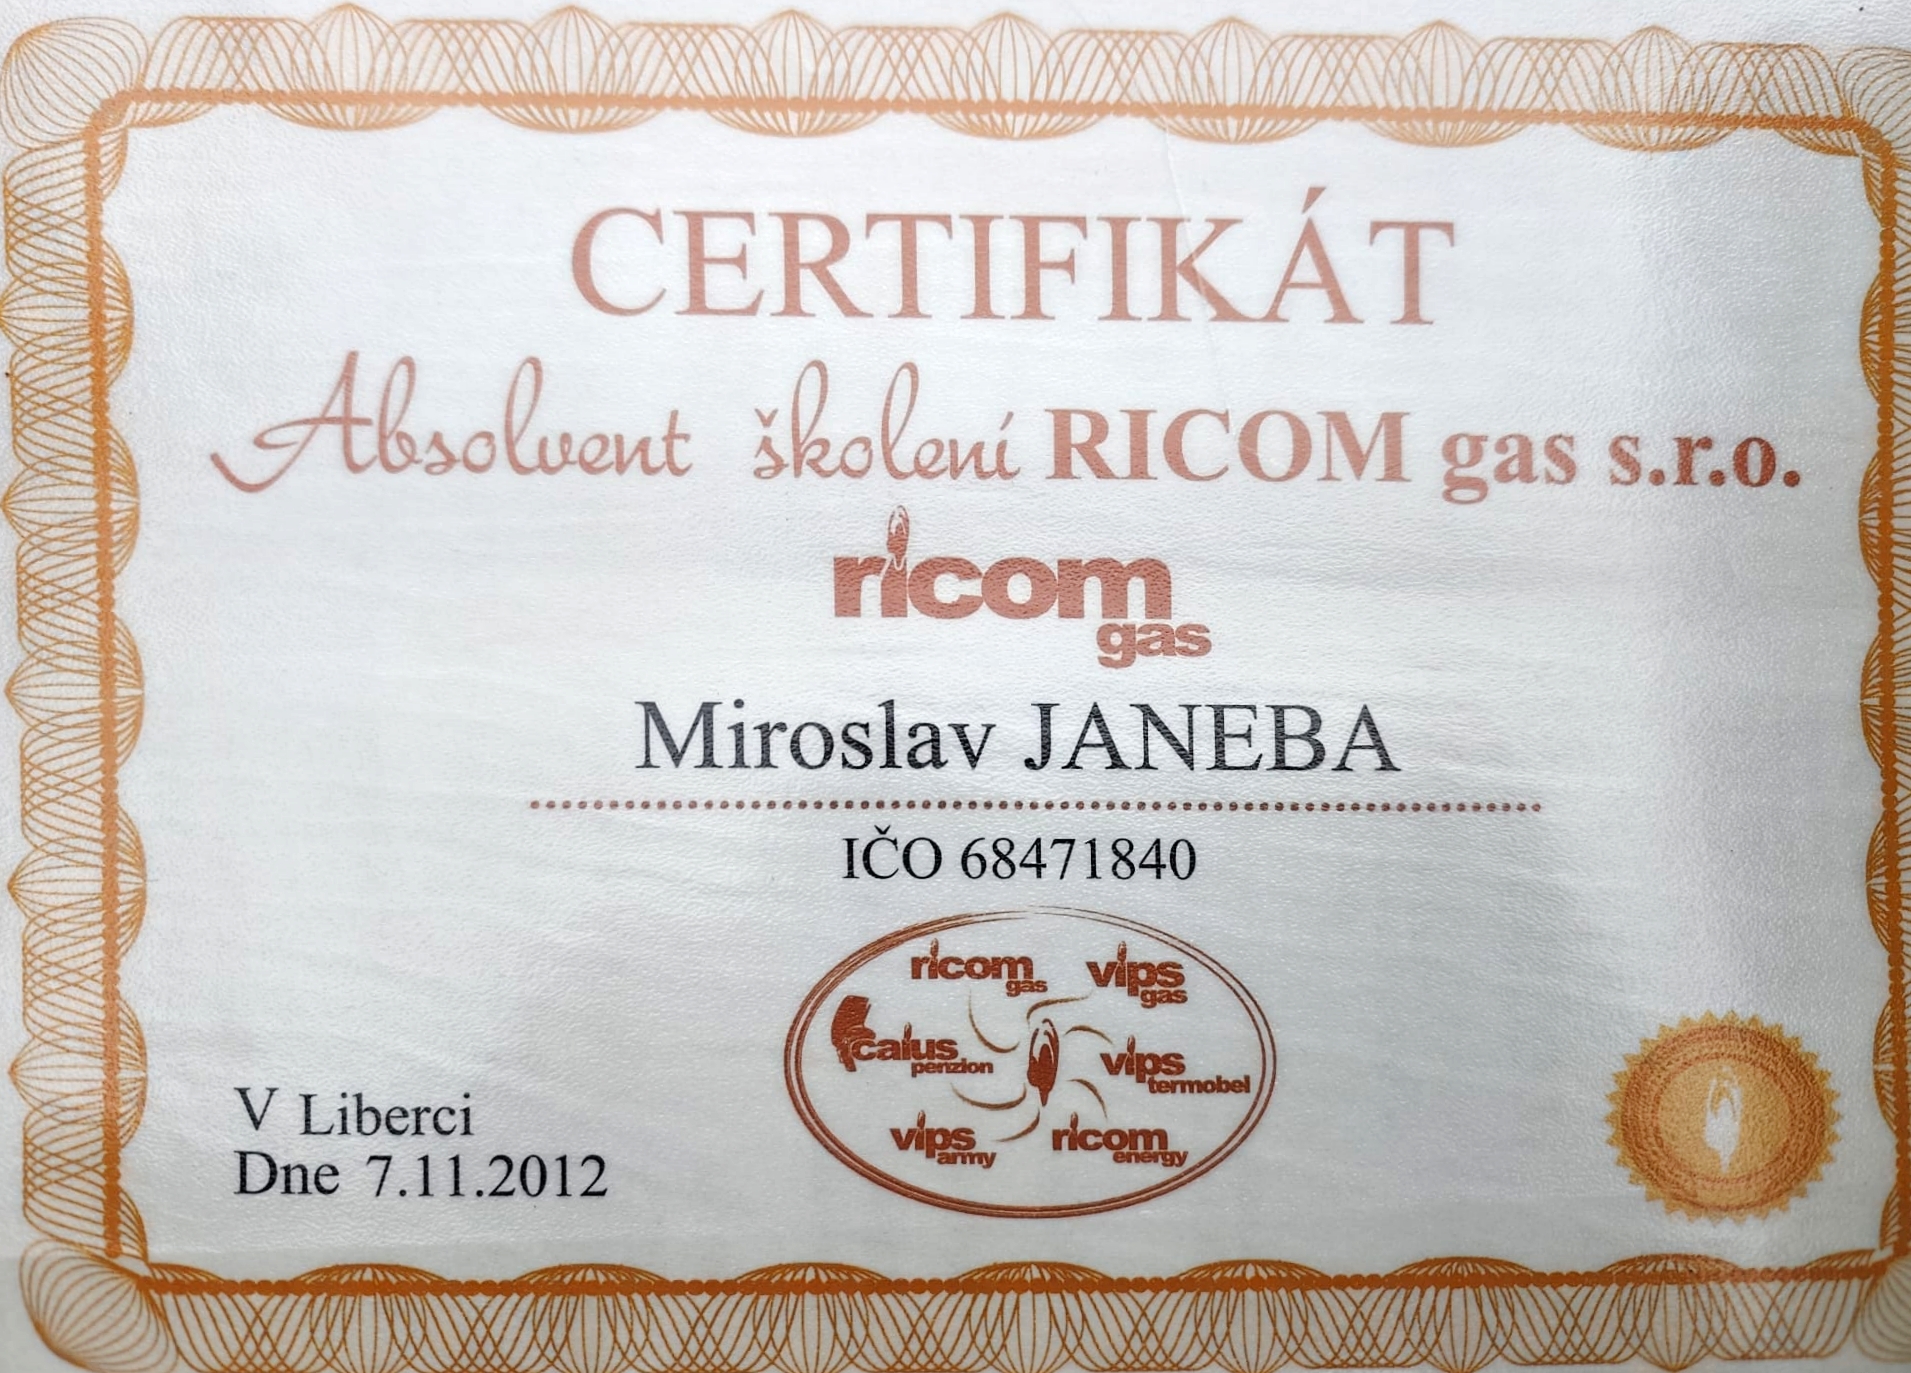 CERTIFIKÁT
Absolvent školení RICOM gas s.r.o.
ricom
gas
Miroslav JANEBA
IČO 68471840
ricom
gas
vips
gas
calus
penzion
vips
termobel
vips
army
ricom
energy
V Liberci
Dne 7.11.2012